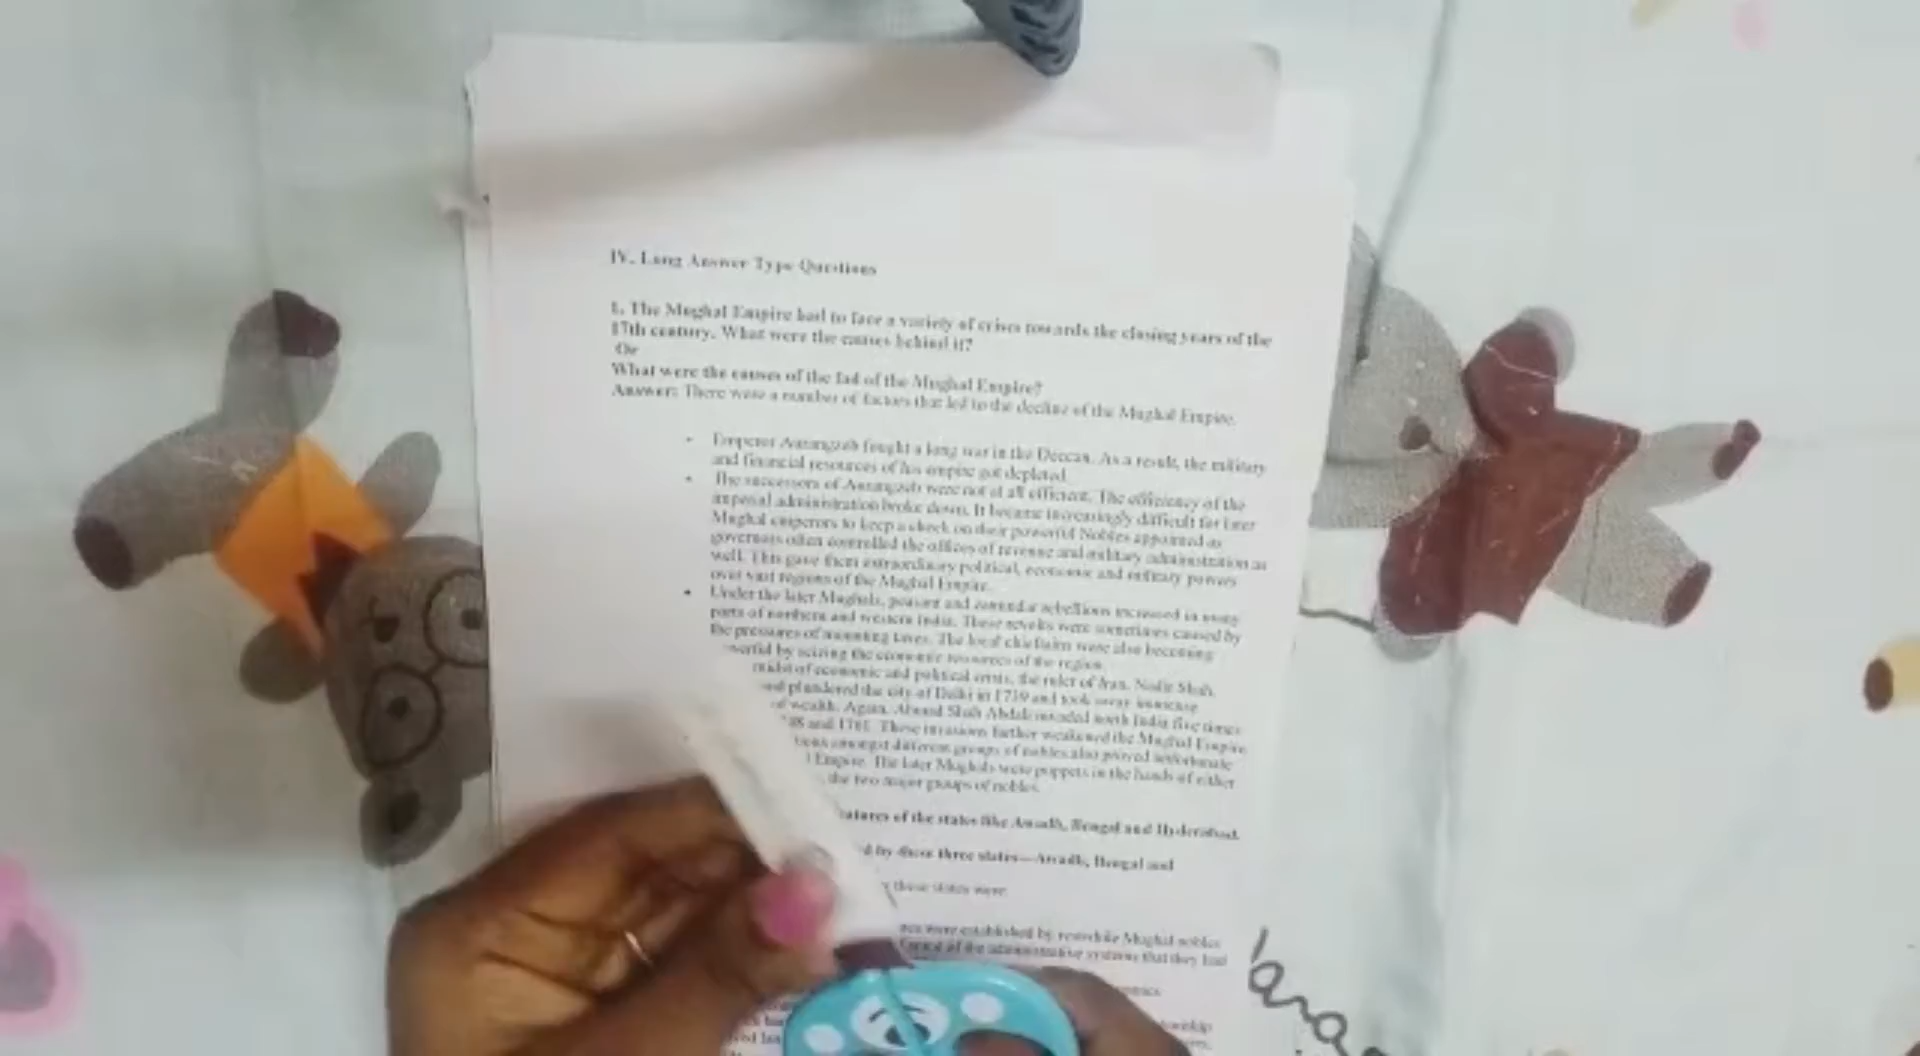 IV. Long Answer Type Questions
1. The Mughal Empire had to face a variety of crises towards the closing years of the
17th century. What were the causes behind it?
Or
What were the causes of the fall of the Mughal Empire?
Answer: There were a number of factors that led to the decline of the Mughal Empire.
• Emperor Aurangzeb fought a long war in the Deccan. As a result, the military
and financial resources of his empire got depleted.
• The successors of Aurangzeb were not at all efficient. The efficiency of the
imperial administration broke down. It became increasingly difficult for later
Mughal emperors to keep a check on their powerful Nobles appointed as
governors often controlled the offices of revenue and military administration as
well. This gave them extraordinary political, economic and military powers
over vast regions of the Mughal Empire.
• Under the later Mughals, peasant and zamindar rebellions increased in many
parts of northern and western India. These revolts were sometimes caused by
the pressures of mounting taxes. The local chieftains were also becoming
werful by seizing the economic resources of the region.
midst of economic and political crisis, the ruler of Iran, Nadir Shah,
and plundered the city of Delhi in 1739 and took away immense
of wealth. Again, Ahmad Shah Abdali invaded north India five times
48 and 1761. These invasions further weakened the Mughal Empire.
amongst different groups of nobles also proved unfortunate
Empire. The later Mughals were puppets in the hands of either
the two major groups of nobles.
eatures of the states like Awadh, Bengal and Hyderabad.
d by these three states—Awadh, Bengal and
these states were
were established by erstwhile Mughal nobles
of the administrative systems that they had